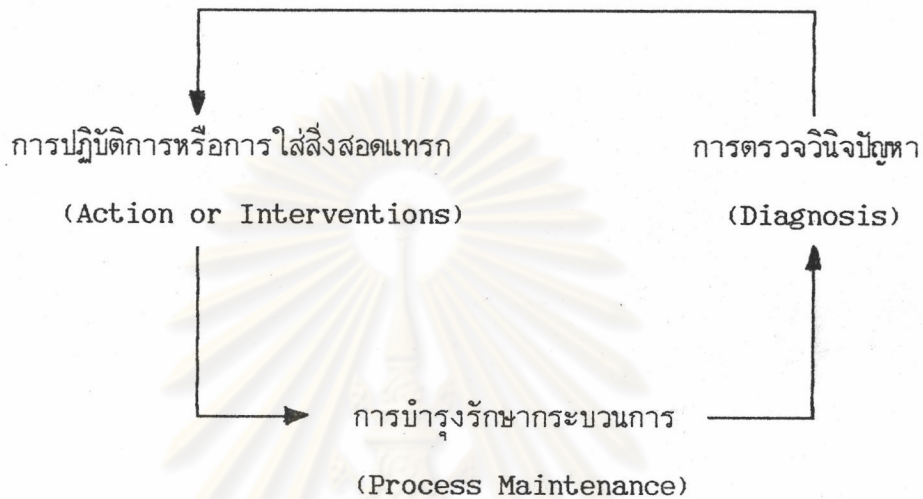 การปฏิบัติการหรือการใส่สิ่งสอดแทรก
(Action or Interventions)
การตรวจวินิจปัญหา
(Diagnosis)
การบำรุงรักษากระบวนการ
(Process Maintenance)